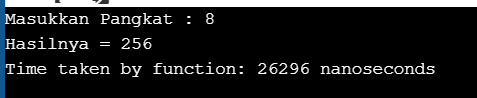 Masukkan Pangkat : 8
Hasilnya = 256
Time taken by function: 26296 nanoseconds